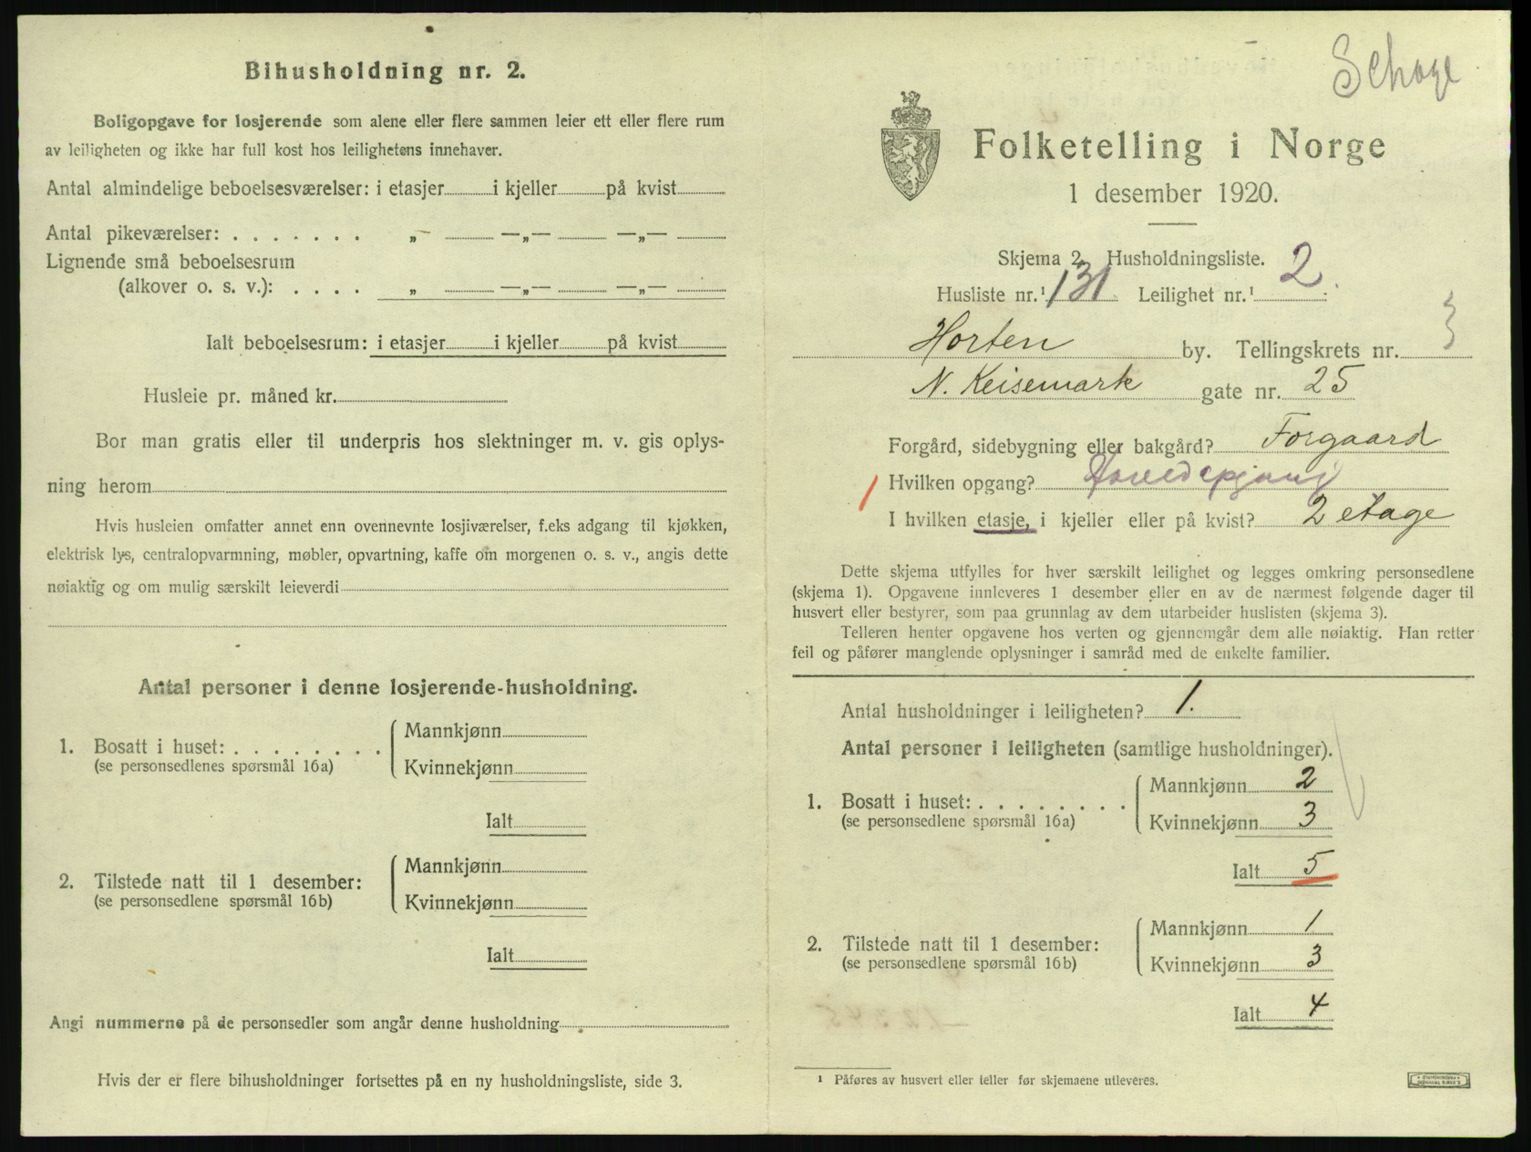 Bihusholdning nr. 2.
Boligopgave for losjerende som alene eller flere sammen leier ett eller flere rum
av leiligheten og ikke har full kost hos leilighetens innehaver.
Antal almindelige beboelsesværelser: i etasjer i kjeller på kvist
Antal pikeværelser: . . . . . . . „ —„— —„—
Lignende små beboelsesrum
(alkover o. s. v.): . . . . „ —„— —„—
Ialt beboelsesrum: i etasjer i kjeller på kvist
Husleie pr. måned kr.
Bor man gratis eller til underpris hos slektninger m. v. gis oplys-
ning herom
Hvis husleien omfatter annet enn ovennevnte losjiværelser, f.eks adgang til kjøkken,
elektrisk lys, centralopvarmning, møbler, opvartning, kaffe om morgenen o. s. v., angis dette
nøiaktig og om mulig særskilt leieverdi
Antal personer i denne losjerende-husholdning.
1. Bosatt i huset: . . . . . . . .
(se personsedlenes spørsmål 16a)
Mannkjønn
Kvinnekjønn
Ialt
2. Tilstede natt til 1 desember:
(se personsedlene spørsmål 16b)
Mannkjønn
Kvinnekjønn
Ialt
Angi nummerne på de personsedler som angår denne husholdning
Hvis der er flere bihusholdninger fortsettes på en ny husholdningsliste, side 3.
Folketelling i Norge
1 desember 1920.
Skjema 2. Husholdningsliste.
Husliste nr.¹ 131 Leilighet nr.¹ 2
Horten by. Tellingskrets nr. 3
N. Keisemark gate nr. 25
Forgård, sidebygning eller bakgård? Forgaard
Hvilken opgang?
I hvilken etasje, i kjeller eller på kvist? 2 etage
Dette skjema utfylles for hver særskilt leilighet og legges omkring personsedlene
(skjema 1). Opgavene innleveres 1 desember eller en av de nærmest følgende dager til
husvert eller bestyrer, som paa grunnlag av dem utarbeider huslisten (skjema 3).
Telleren henter opgavene hos verten og gjennemgår dem alle nøiaktig. Han retter
feil og påfører manglende oplysninger i samråd med de enkelte familier.
Antal husholdninger i leiligheten? 1.
Antal personer i leiligheten (samtlige husholdninger).
1. Bosatt i huset: . . . . . . . .
(se personsedlene spørsmål 16a)
Mannkjønn 2
Kvinnekjønn 3
Ialt 5
2. Tilstede natt til 1 desember:
(se personsedlene spørsmål 16b)
Mannkjønn 1
Kvinnekjønn 3
Ialt 4
¹ Påføres av husvert eller teller før skjemaene utleveres.